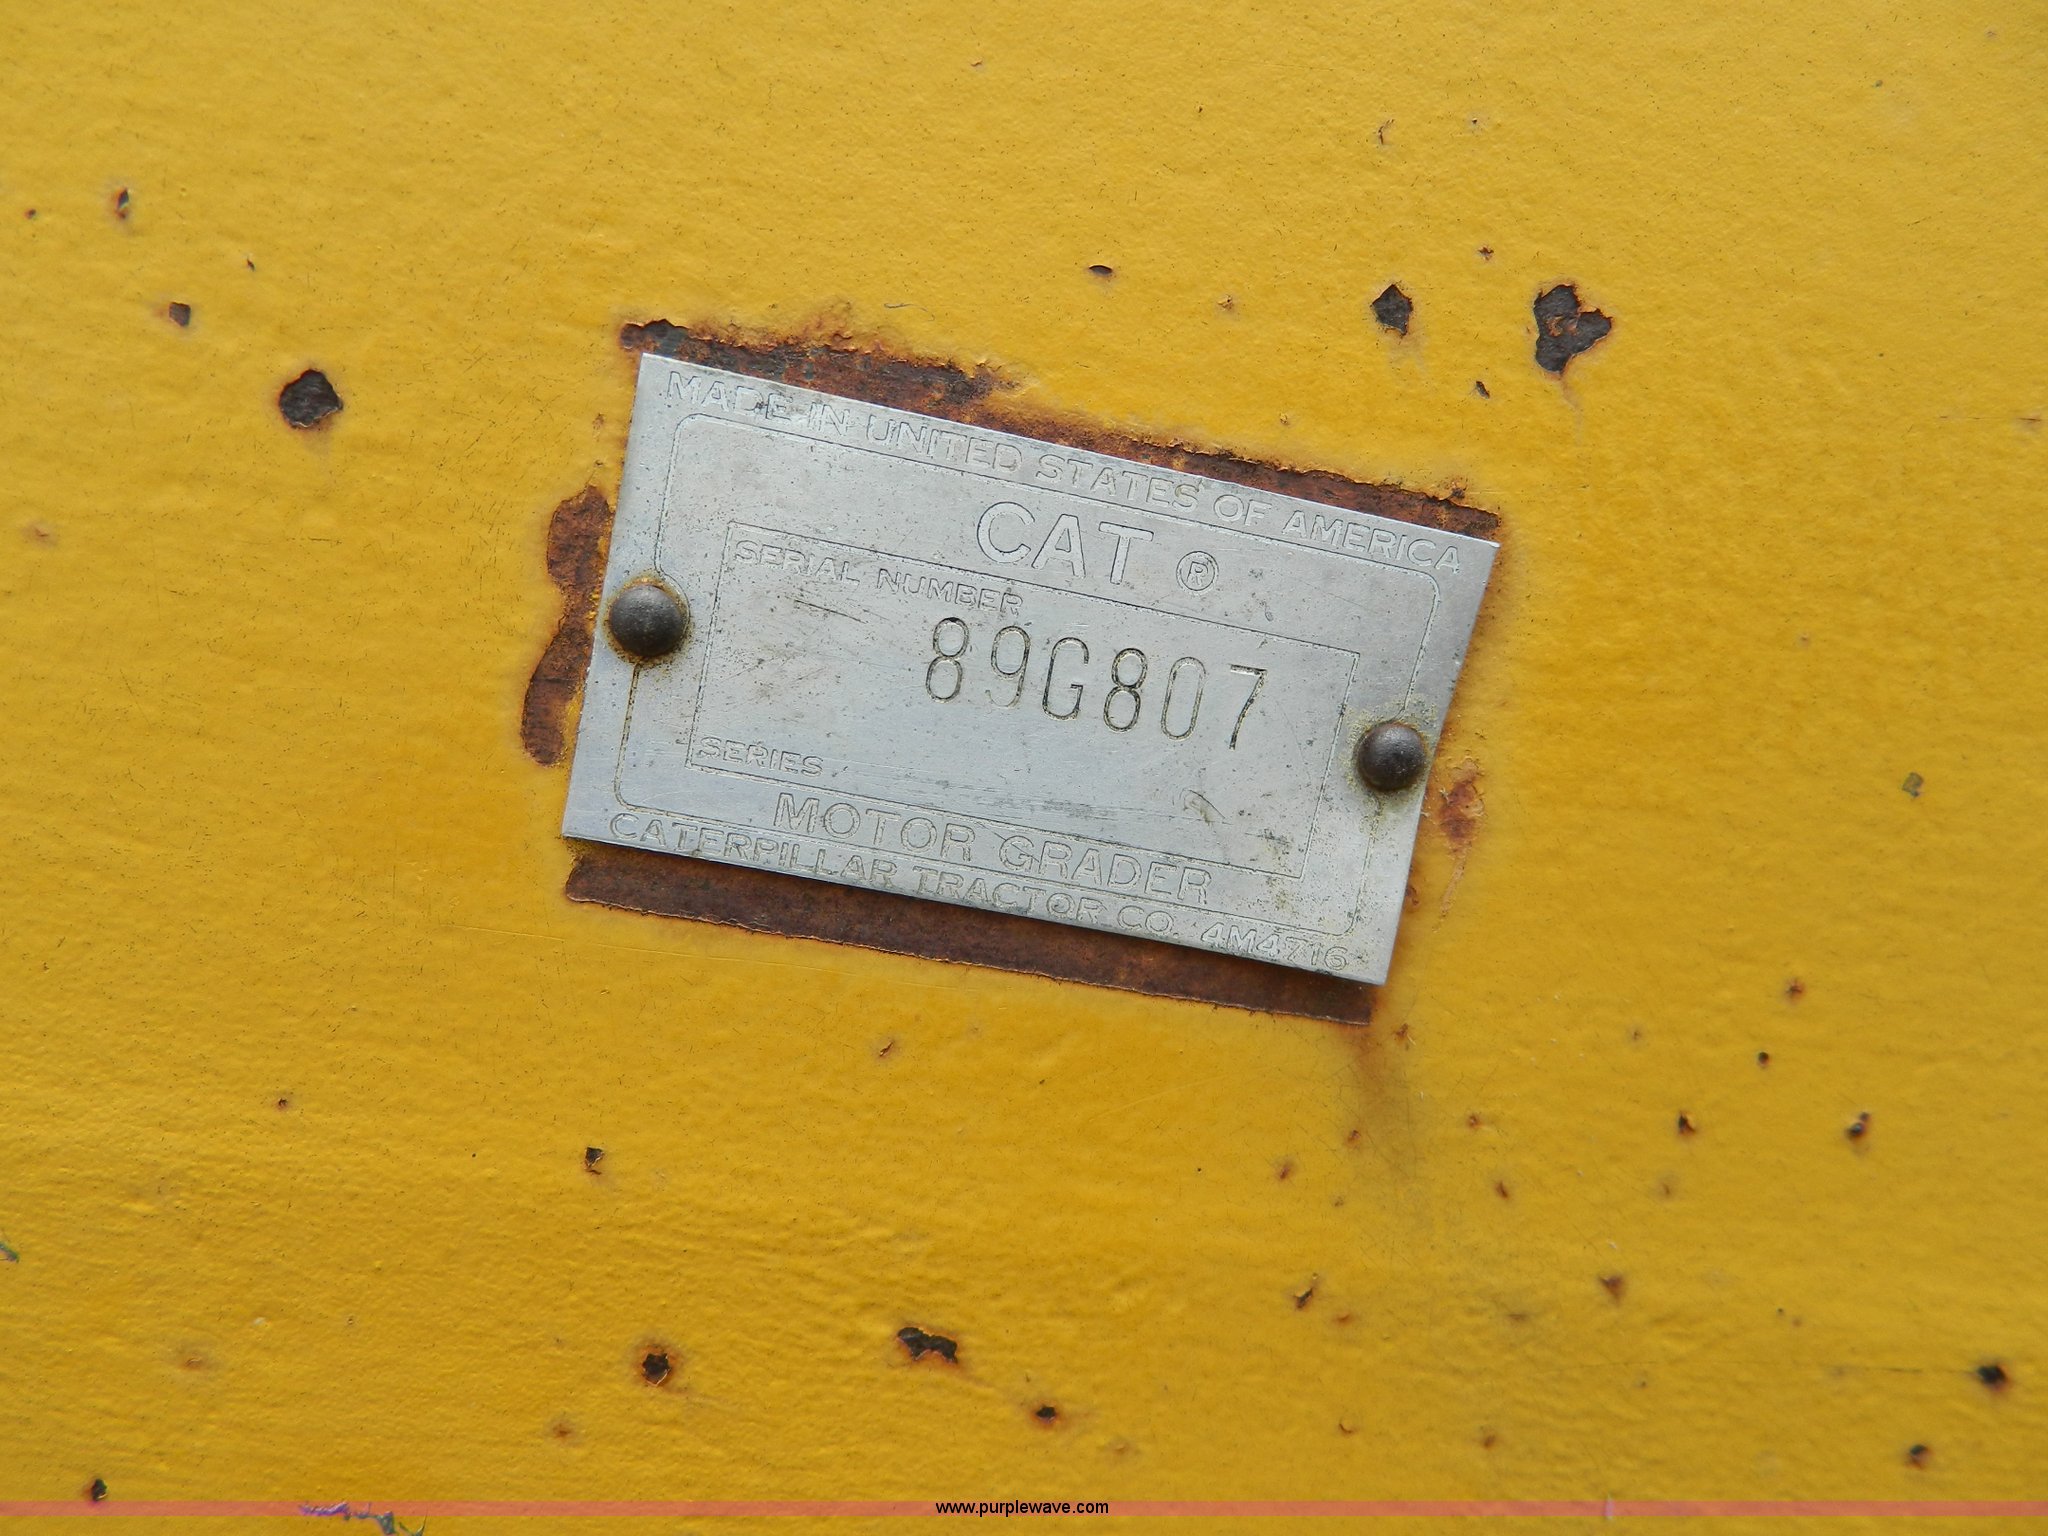 MADE IN UNITED STATES OF AMERICA
CAT ®
SERIAL NUMBER
89G807
SERIES
MOTOR GRADER
CATERPILLAR TRACTOR CO. 4M4716
www.purplewave.com